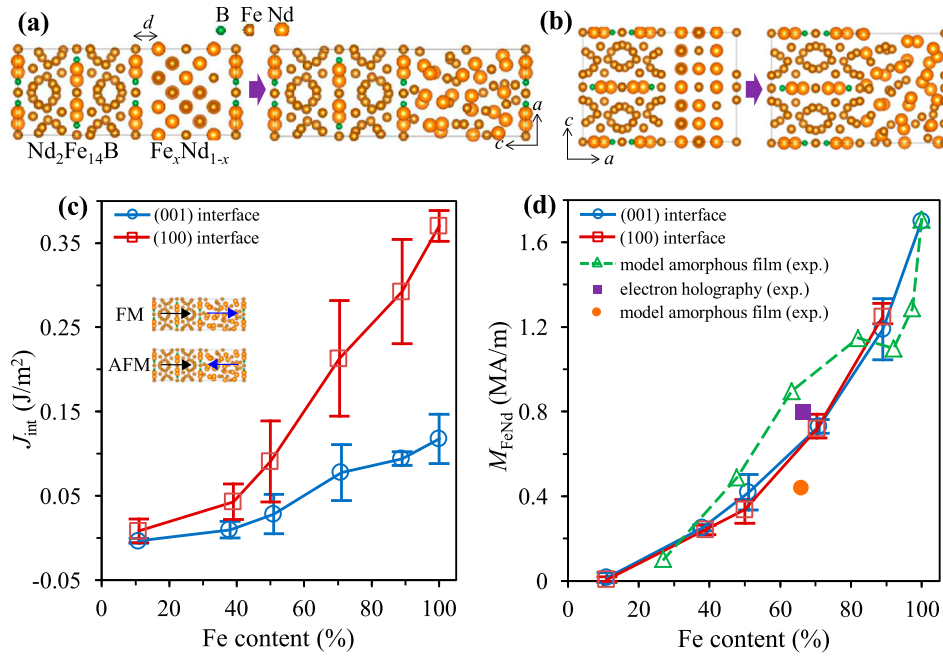 (a)
d
B Fe Nd
a
c
Nd2Fe14B
FexNd1-x
(b)
c
a
(c)
(001) interface
(100) interface
FM
AFM
Jint (J/m²)
0.35
0.25
0.15
0.05
-0.05
0 20 40 60 80 100
Fe content (%)
(d)
(001) interface
(100) interface
model amorphous film (exp.)
electron holography (exp.)
model amorphous film (exp.)
MFeNd (MA/m)
1.6
1.2
0.8
0.4
0
0 20 40 60 80 100
Fe content (%)